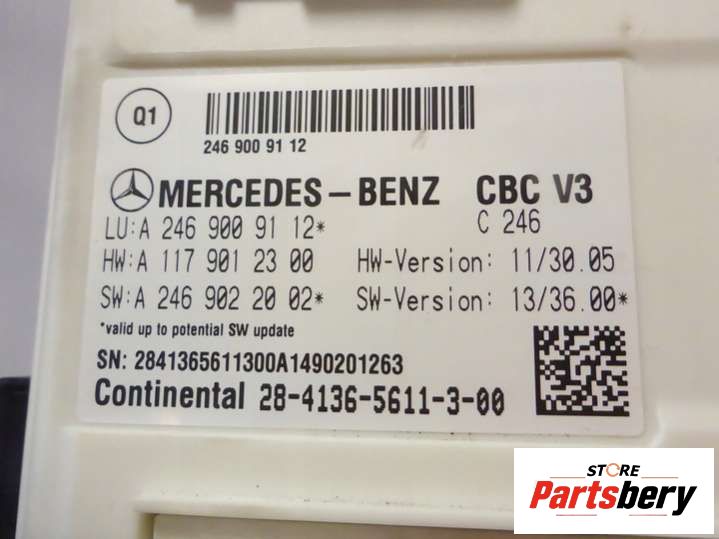 Q1
246 900 91 12
MERCEDES-BENZ CBC V3
LU:A 246 900 91 12* C 246
HW:A 117 901 23 00 HW-Version: 11/30.05
SW:A 246 902 20 02* SW-Version: 13/36.00*
*valid up to potential SW update
SN: 2841365611300A1490201263
Continental 28-4136-5611-3-00
STORE
Partsbery